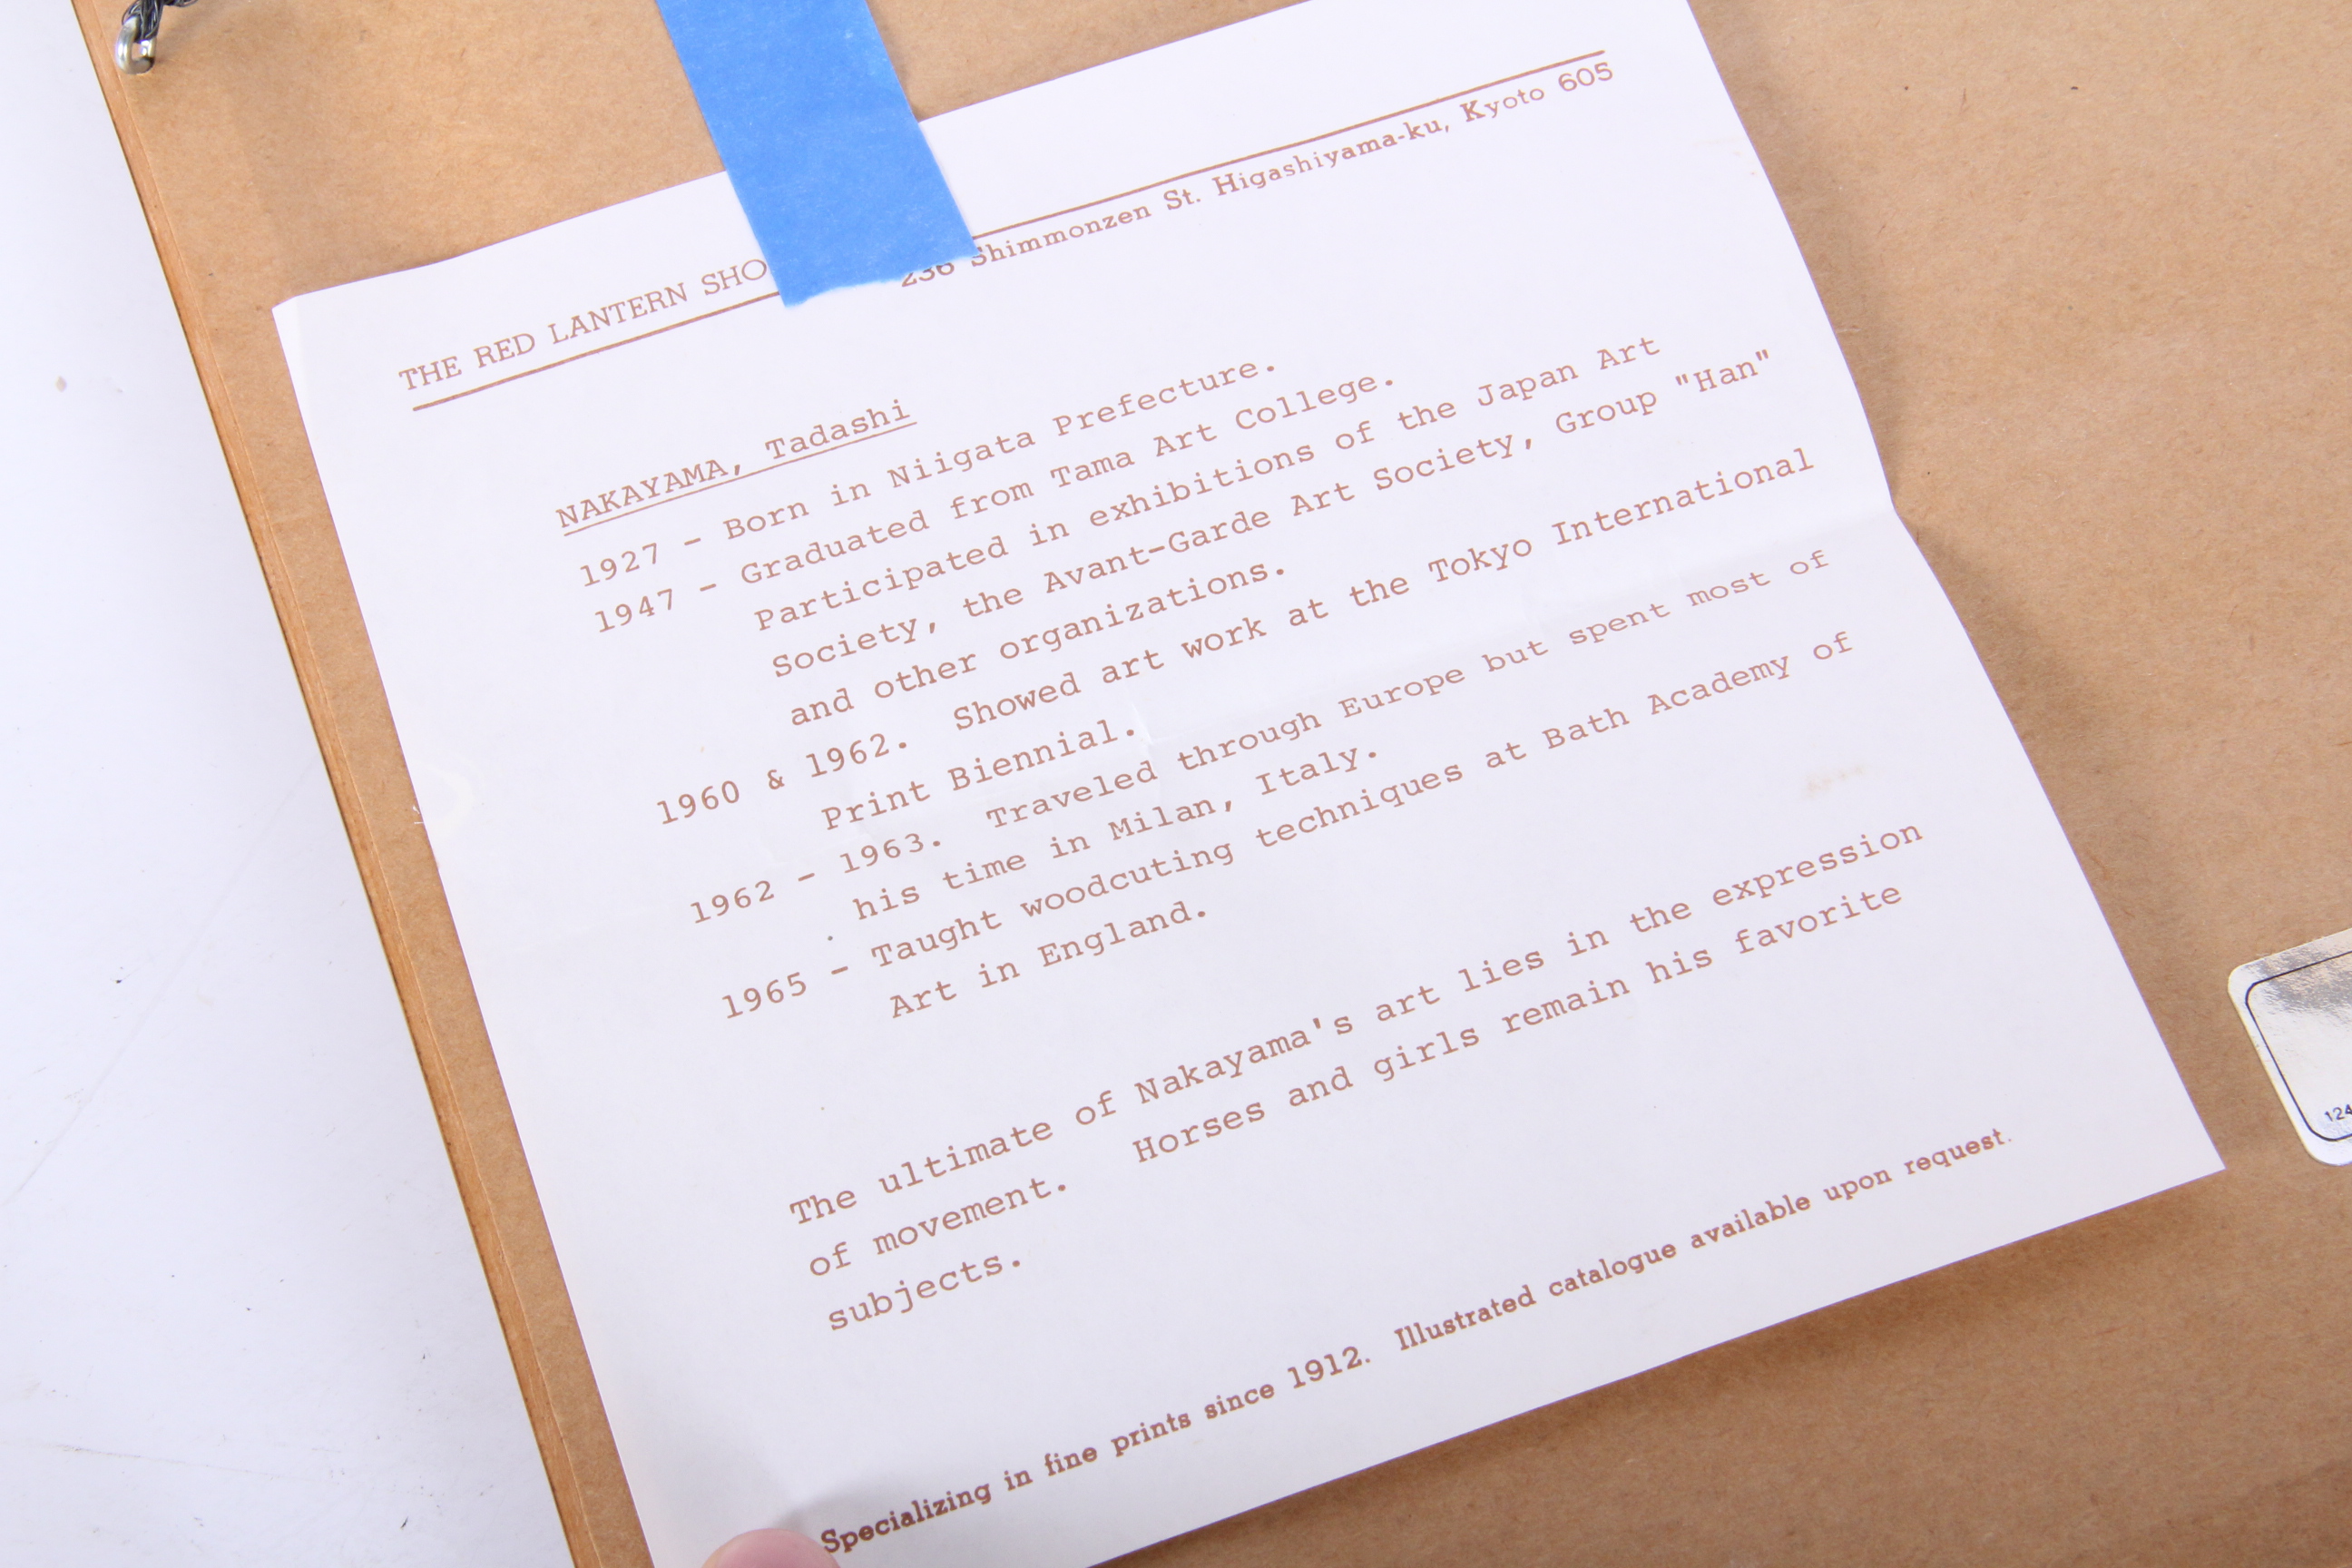 THE RED LANTERN SHO
236 Shimmonzen St. Higashiyama-ku, Kyoto 605
NAKAYAMA, Tadashi
1927 - Born in Niigata Prefecture.
1947 - Graduated from Tama Art College.
Participated in exhibitions of the Japan Art
Society, the Avant-Garde Art Society, Group "Han"
and other organizations.
1960 & 1962. Showed art work at the Tokyo International
Print Biennial.
1962 - 1963. Traveled through Europe but spent most of
his time in Milan, Italy.
1965 - Taught woodcuting techniques at Bath Academy of
Art in England.
The ultimate of Nakayama's art lies in the expression
of movement. Horses and girls remain his favorite
subjects.
Specializing in fine prints since 1912. Illustrated catalogue available upon request.
124